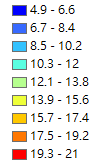 4.9 - 6.6
6.7 - 8.4
8.5 - 10.2
10.3 - 12
12.1 - 13.8
13.9 - 15.6
15.7 - 17.4
17.5 - 19.2
19.3 - 21